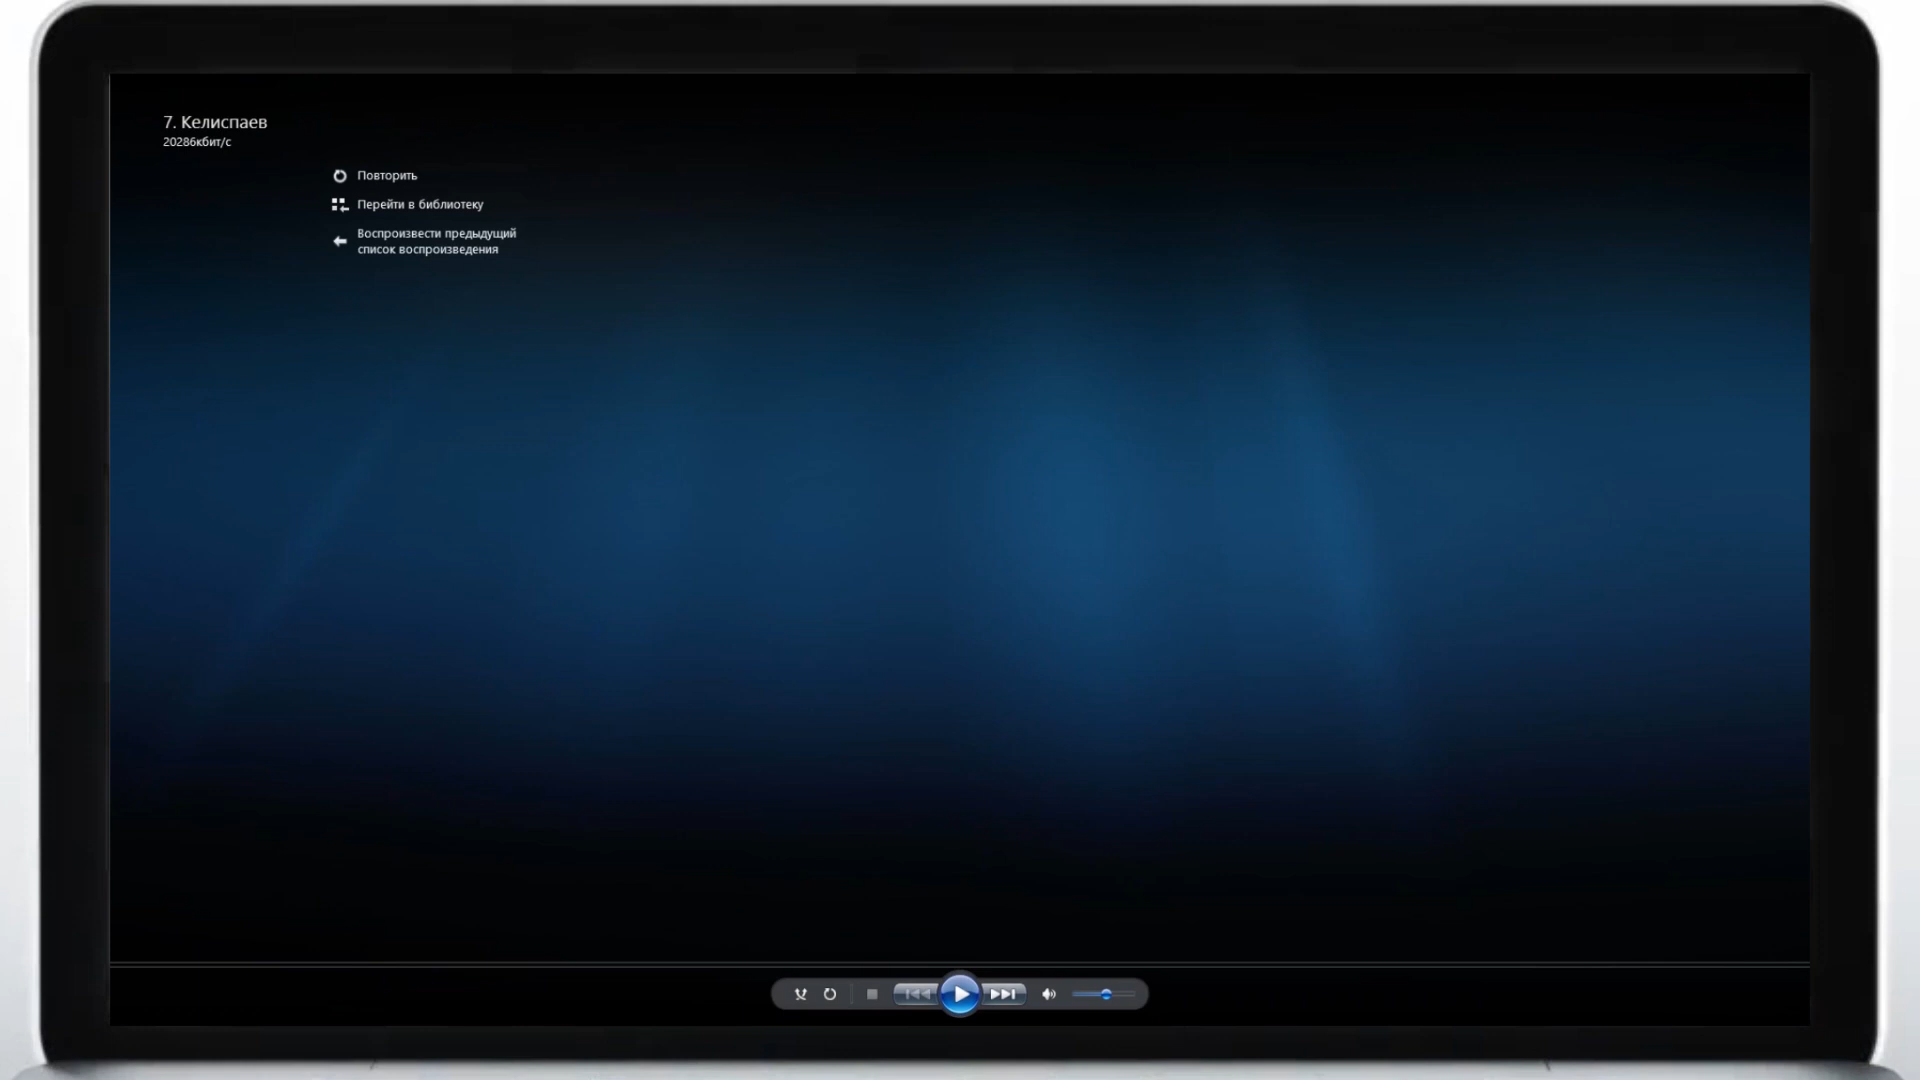 7. Келиспаев
20286кбит/с
Повторить
Перейти в библиотеку
Воспроизвести предыдущий
список воспроизведения